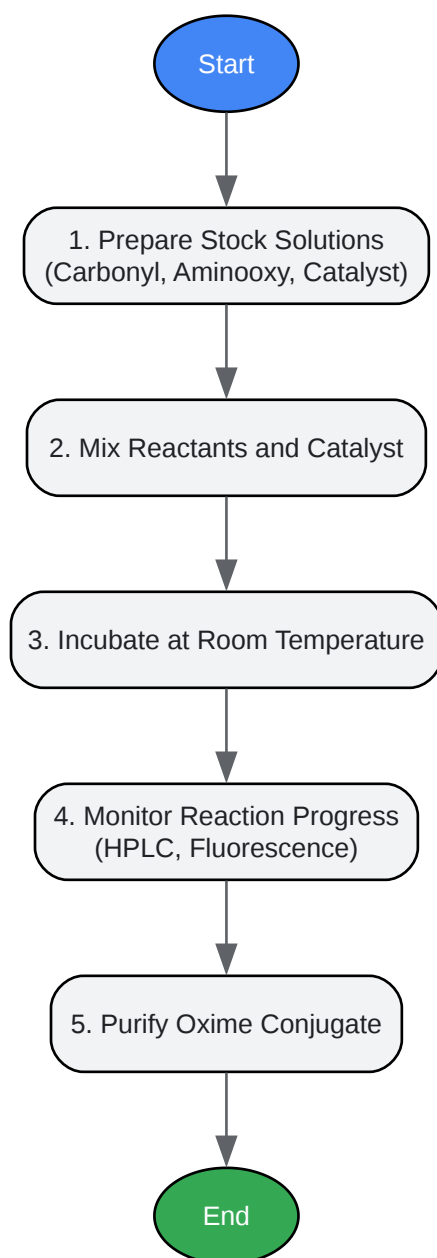 Start
1. Prepare Stock Solutions
(Carbonyl, Aminooxy, Catalyst)
2. Mix Reactants and Catalyst
3. Incubate at Room Temperature
4. Monitor Reaction Progress
(HPLC, Fluorescence)
5. Purify Oxime Conjugate
End